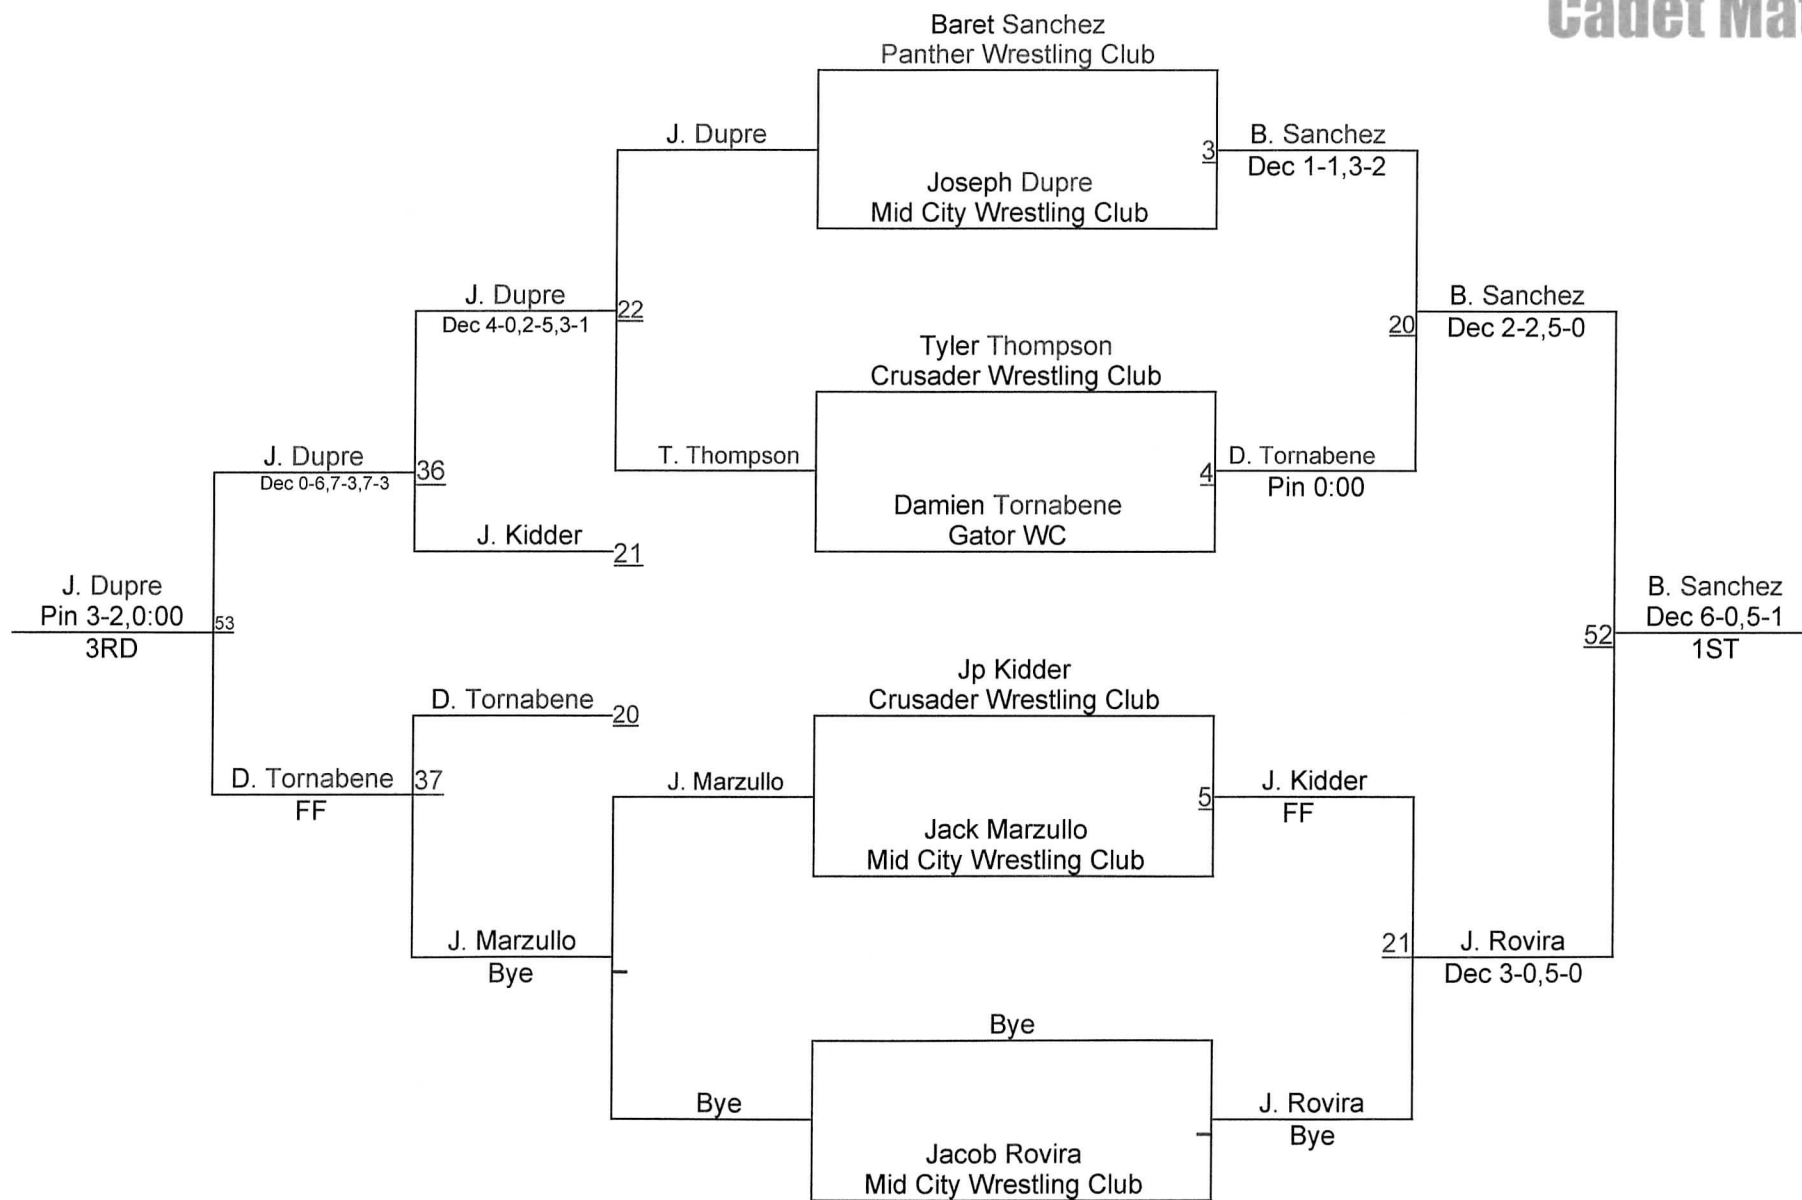 Cadet Mat
Baret Sanchez
Panther Wrestling Club
J. Dupre
3
B. Sanchez
Dec 1-1,3-2
Joseph Dupre
Mid City Wrestling Club
J. Dupre
Dec 4-0,2-5,3-1
22
B. Sanchez
Dec 2-2,5-0
20
Tyler Thompson
Crusader Wrestling Club
J. Dupre
Dec 0-6,7-3,7-3
36
T. Thompson
4
D. Tornabene
Pin 0:00
Damien Tornabene
Gator WC
J. Kidder
21
J. Dupre
Pin 3-2,0:00
3RD
53
B. Sanchez
Dec 6-0,5-1
1ST
52
Jp Kidder
Crusader Wrestling Club
D. Tornabene
20
D. Tornabene
FF
37
J. Marzullo
5
J. Kidder
FF
Jack Marzullo
Mid City Wrestling Club
J. Marzullo
Bye
21
J. Rovira
Dec 3-0,5-0
Bye
Bye
J. Rovira
Bye
Jacob Rovira
Mid City Wrestling Club